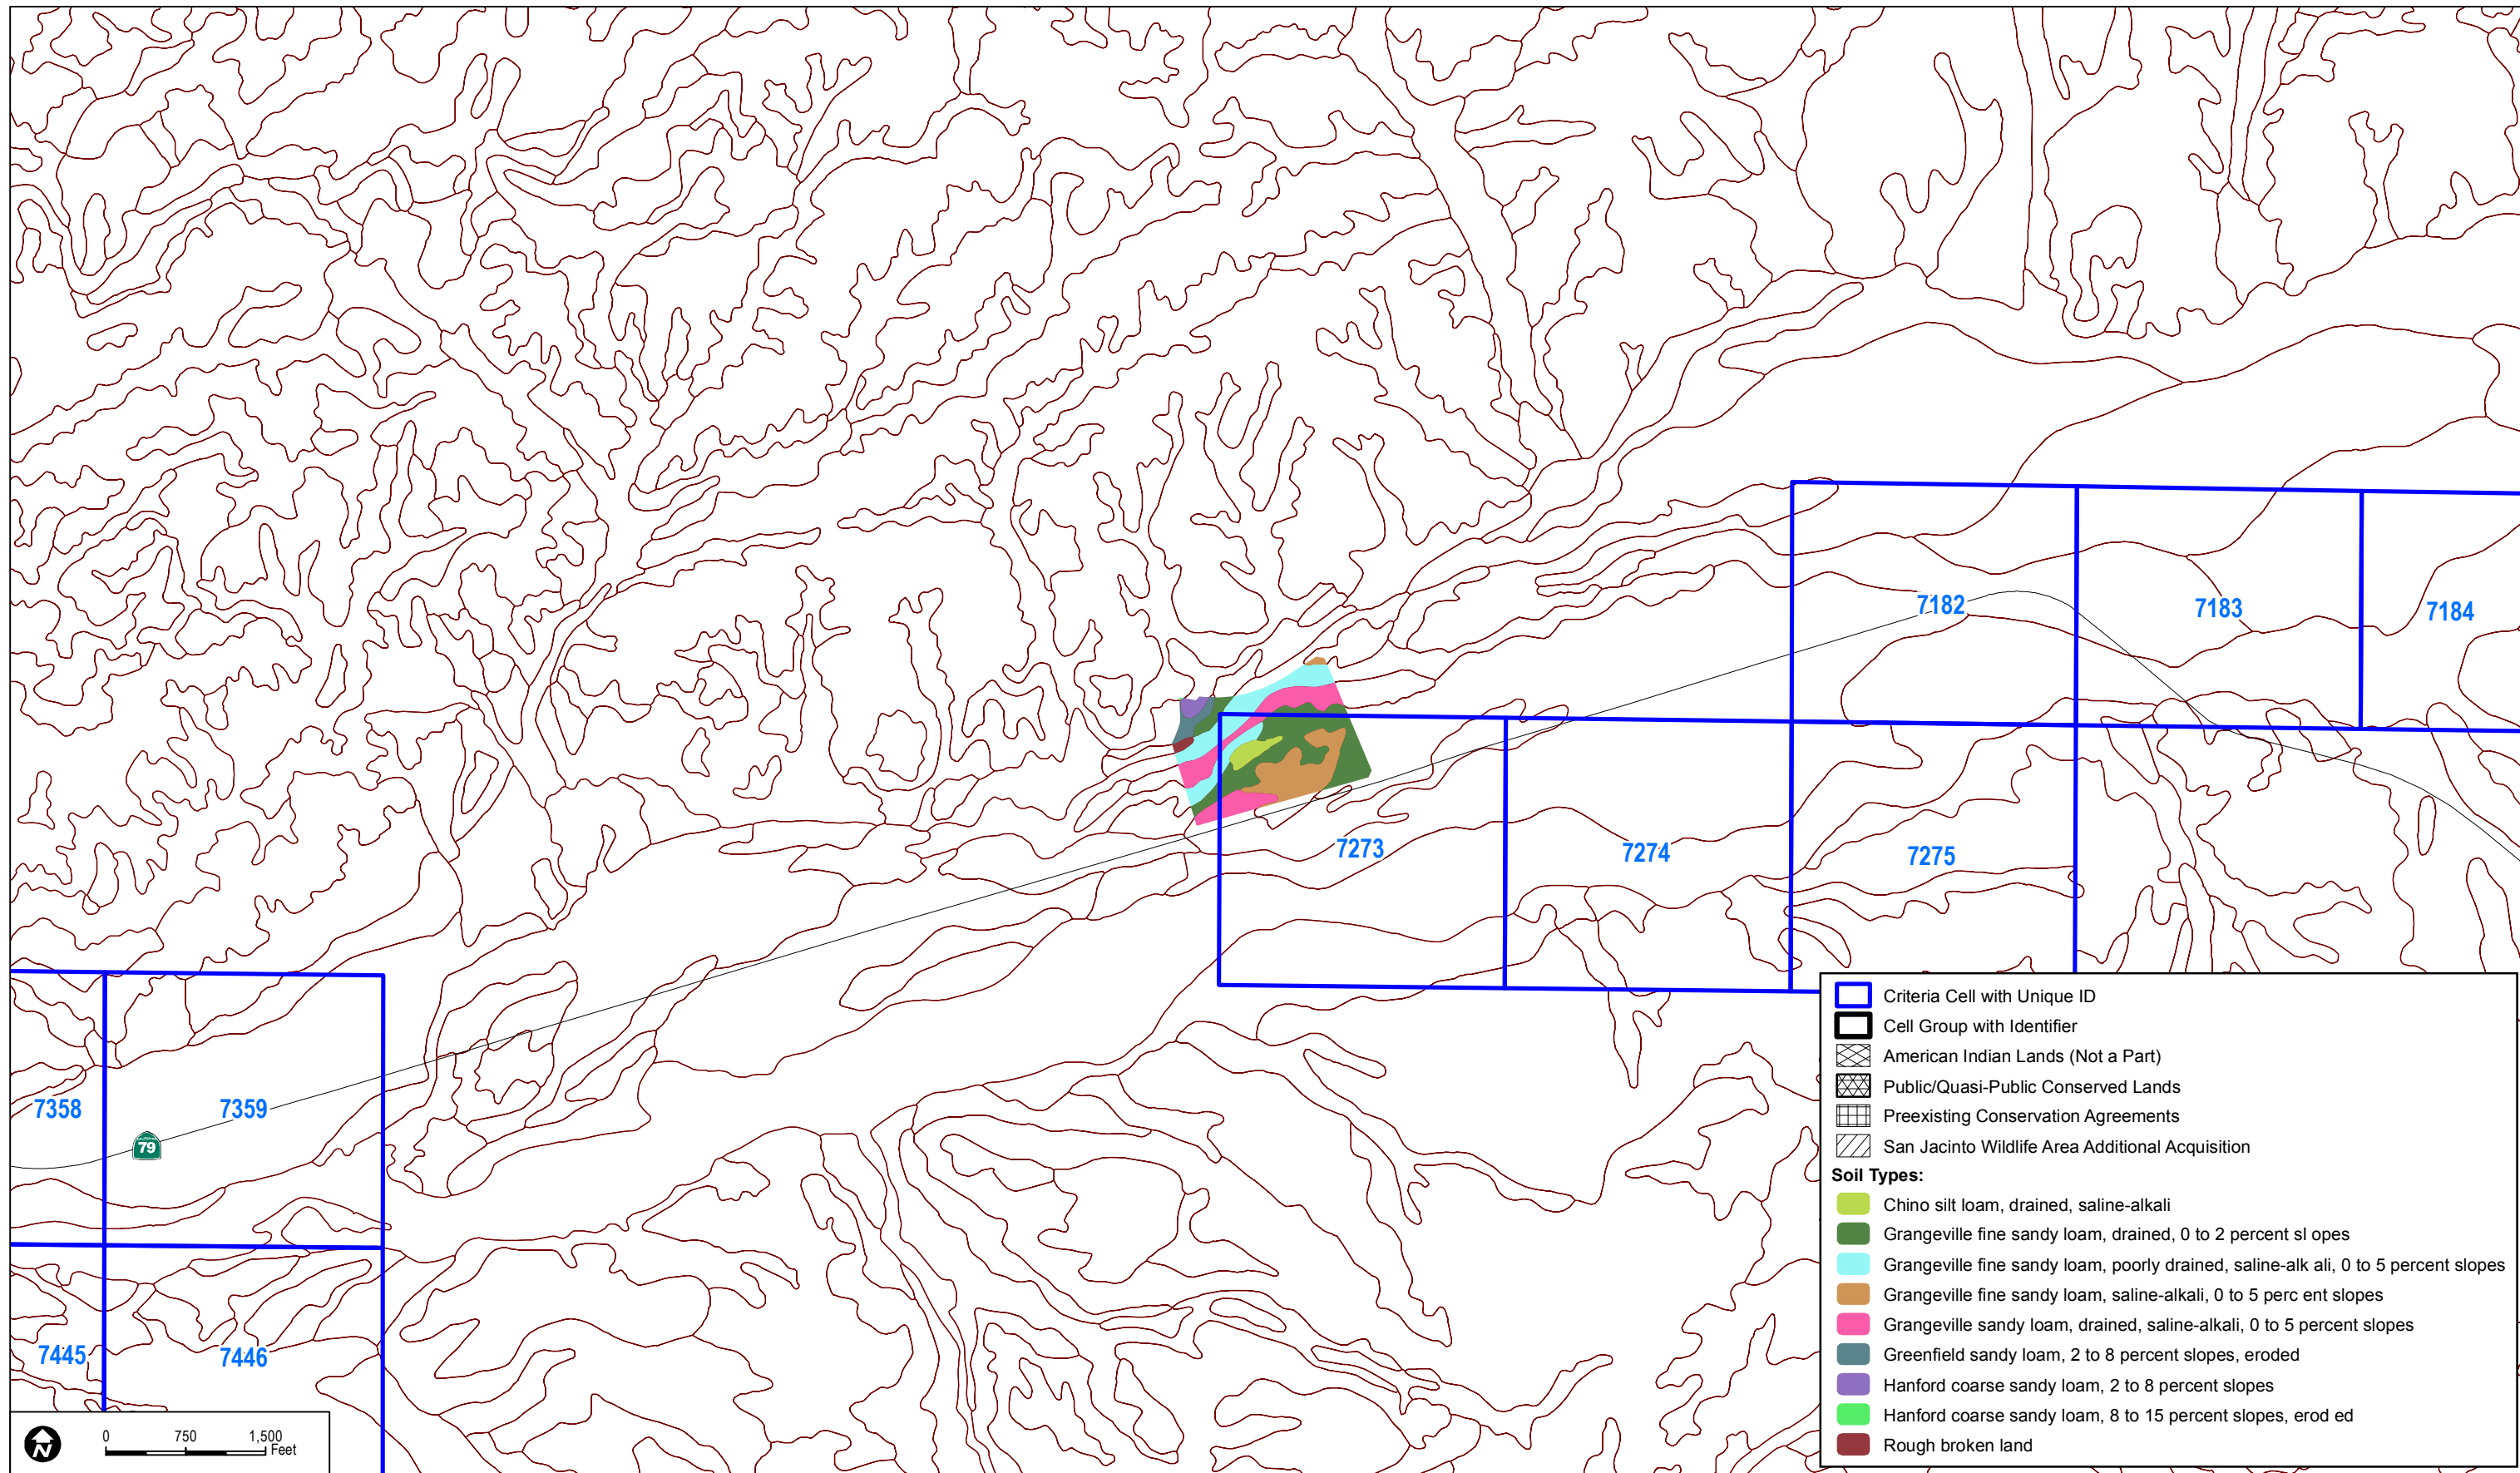 7182
7183
7184
7273
7274
7275
7358
7359
79
7445
7446
Criteria Cell with Unique ID
Cell Group with Identifier
American Indian Lands (Not a Part)
Public/Quasi-Public Conserved Lands
Preexisting Conservation Agreements
San Jacinto Wildlife Area Additional Acquisition
Soil Types:
Chino silt loam, drained, saline-alkali
Grangeville fine sandy loam, drained, 0 to 2 percent sl opes
Grangeville fine sandy loam, poorly drained, saline-alk ali, 0 to 5 percent slopes
Grangeville fine sandy loam, saline-alkali, 0 to 5 perc ent slopes
Grangeville sandy loam, drained, saline-alkali, 0 to 5 percent slopes
Greenfield sandy loam, 2 to 8 percent slopes, eroded
Hanford coarse sandy loam, 2 to 8 percent slopes
Hanford coarse sandy loam, 8 to 15 percent slopes, erod ed
Rough broken land
N
0 750 1,500
Feet